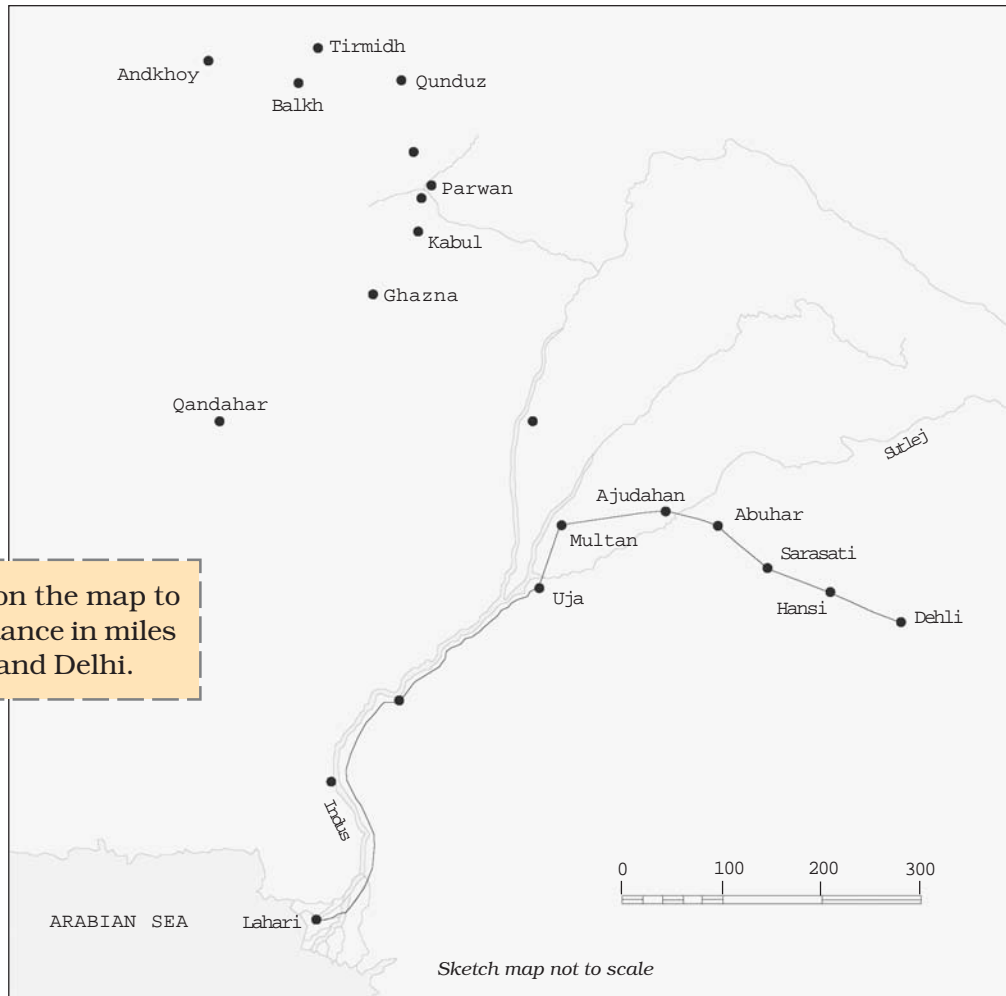 Tirmidh
Andkhoy
Balkh
Qunduz
Parwan
Kabul
Ghazna
Qandahar
Sutlej
Ajudahan
Abuhar
Multan
Sarasati
Uja
Hansi
Dehli
on the map to
tance in miles
and Delhi.
Indus
0 100 200 300
ARABIAN SEA
Lahari
Sketch map not to scale